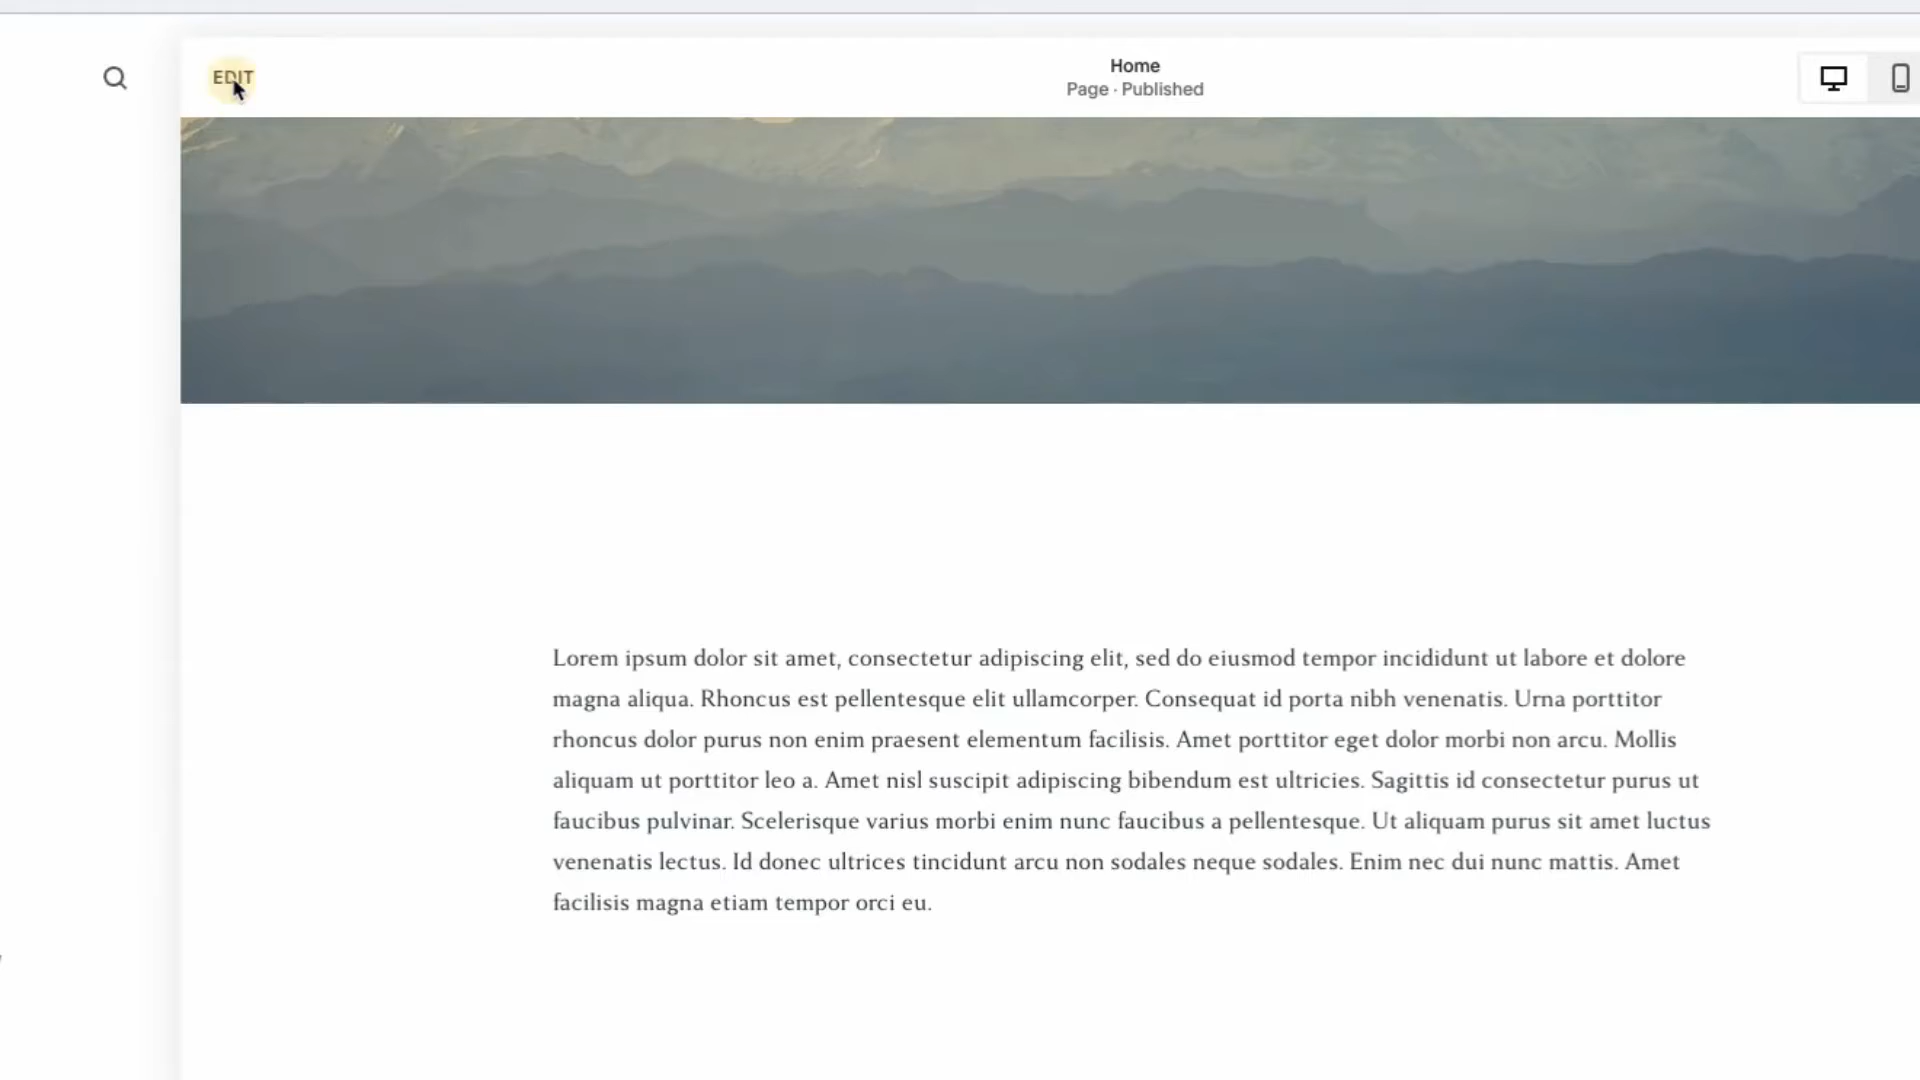 EDIT
Home
Page · Published
Lorem ipsum dolor sit amet, consectetur adipiscing elit, sed do eiusmod tempor incididunt ut labore et dolore
magna aliqua. Rhoncus est pellentesque elit ullamcorper. Consequat id porta nibh venenatis. Urna porttitor
rhoncus dolor purus non enim praesent elementum facilisis. Amet porttitor eget dolor morbi non arcu. Mollis
aliquam ut porttitor leo a. Amet nisl suscipit adipiscing bibendum est ultricies. Sagittis id consectetur purus ut
faucibus pulvinar. Scelerisque varius morbi enim nunc faucibus a pellentesque. Ut aliquam purus sit amet luctus
venenatis lectus. Id donec ultrices tincidunt arcu non sodales neque sodales. Enim nec dui nunc mattis. Amet
facilisis magna etiam tempor orci eu.